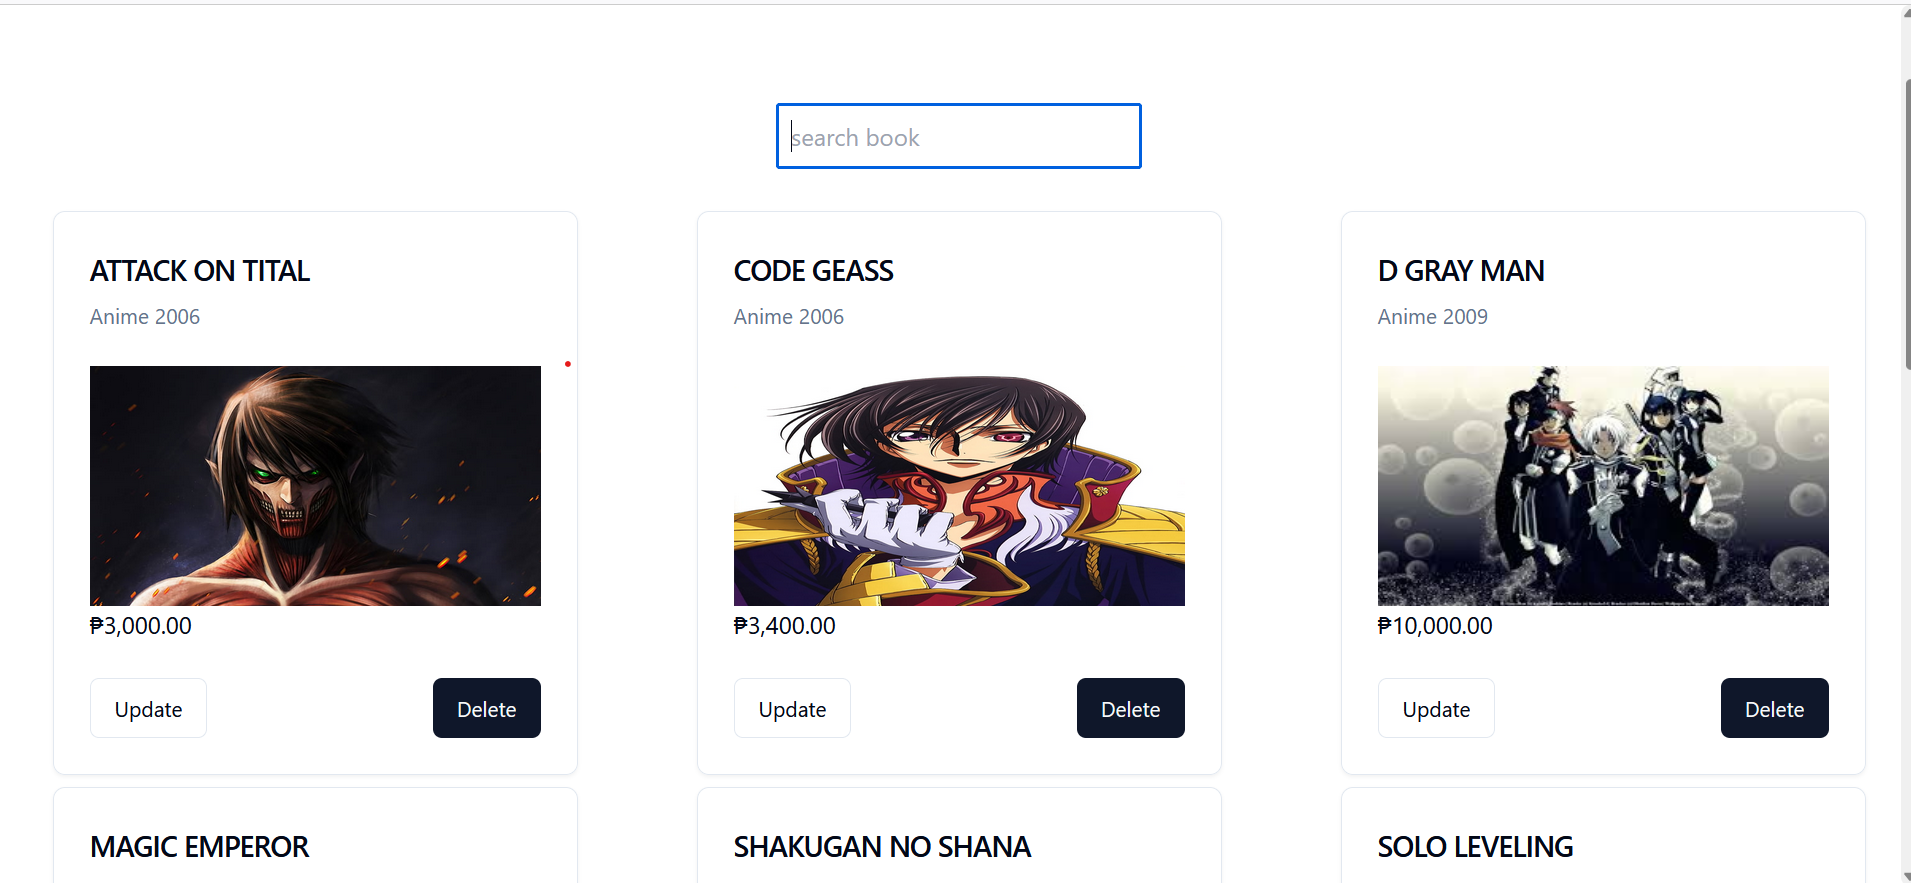 search book
ATTACK ON TITAL
Anime 2006
₱3,000.00
Update
Delete
CODE GEASS
Anime 2006
₱3,400.00
Update
Delete
D GRAY MAN
Anime 2009
₱10,000.00
Update
Delete
MAGIC EMPEROR
SHAKUGAN NO SHANA
SOLO LEVELING